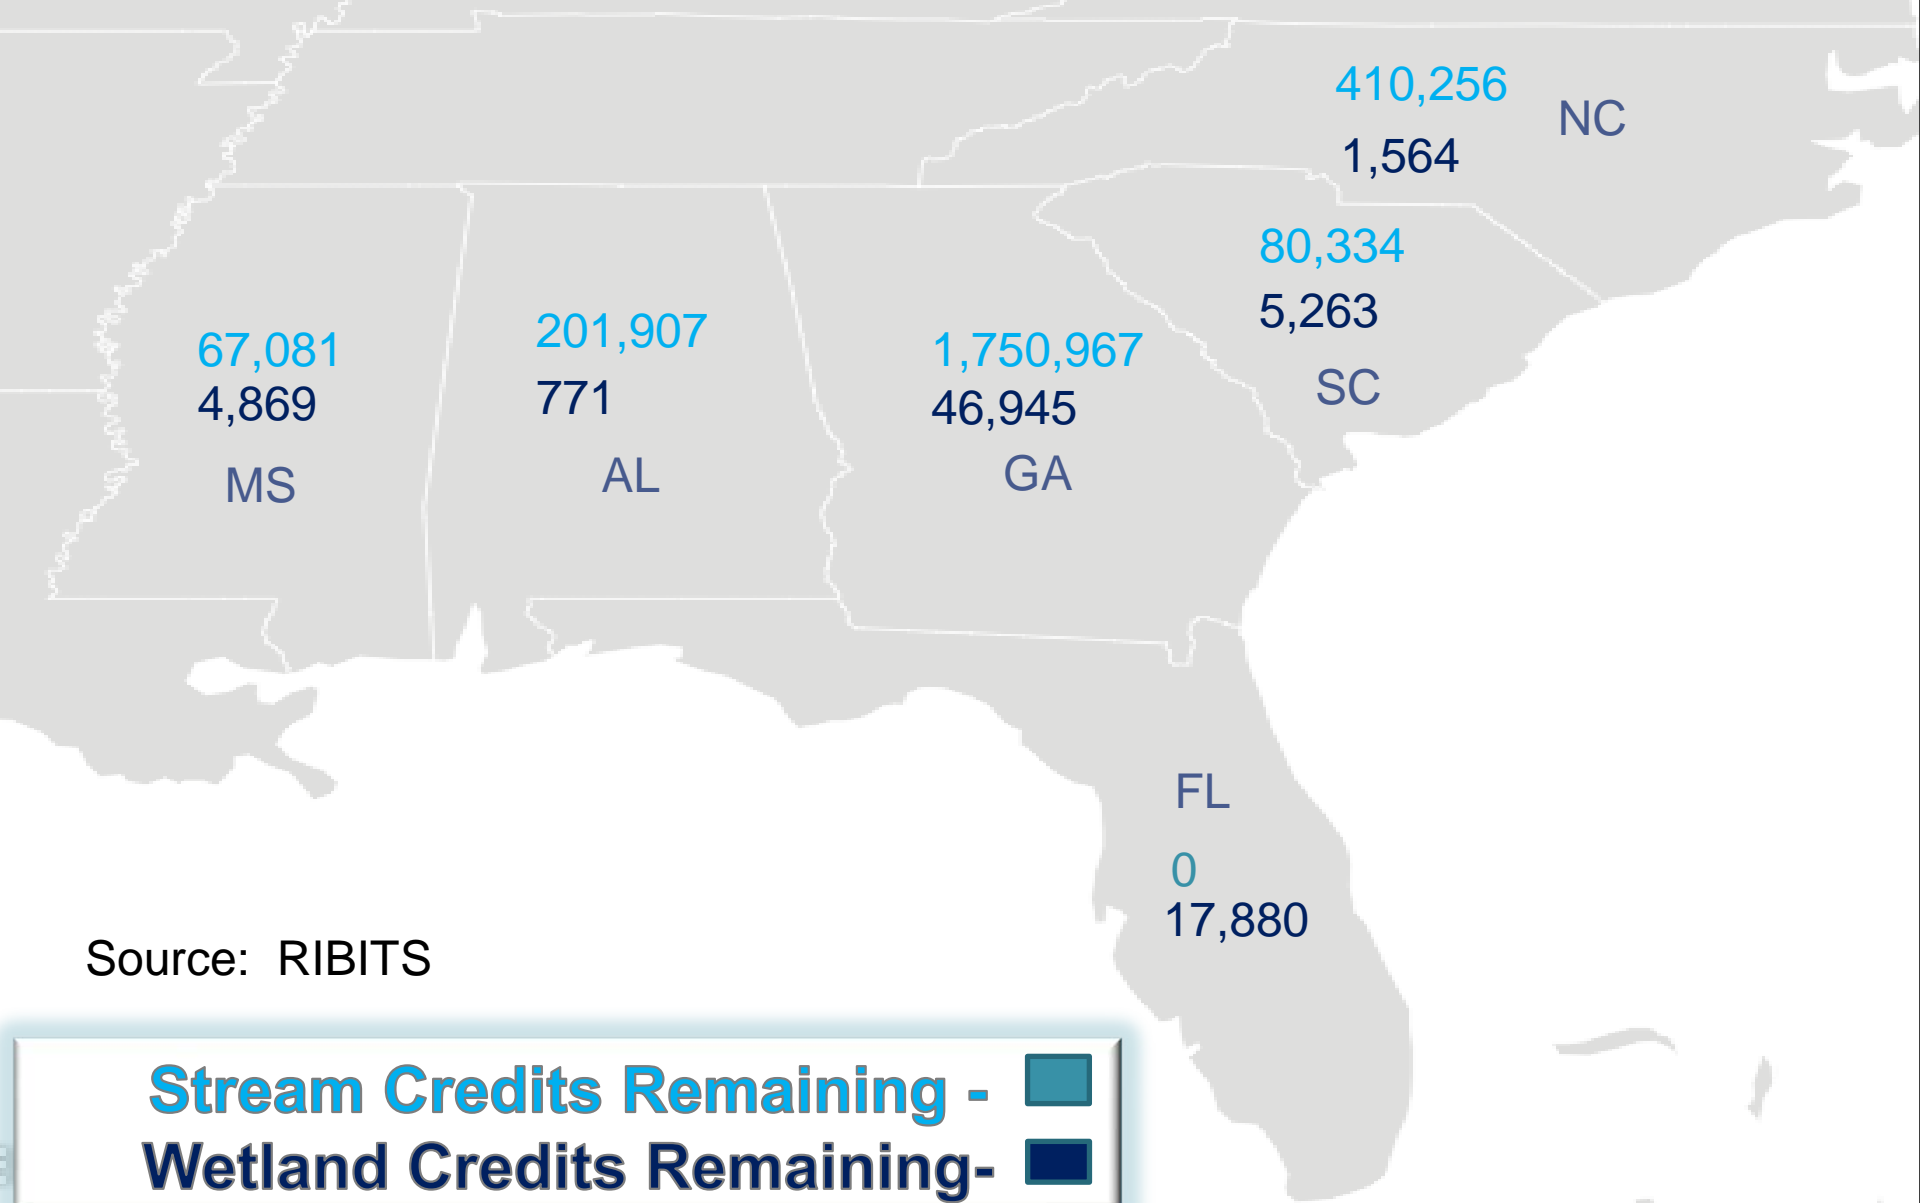 410,256
NC
1,564
80,334
5,263
SC
67,081
4,869
MS
201,907
771
AL
1,750,967
46,945
GA
FL
0
17,880
Source: RIBITS
Stream Credits Remaining -
Wetland Credits Remaining-